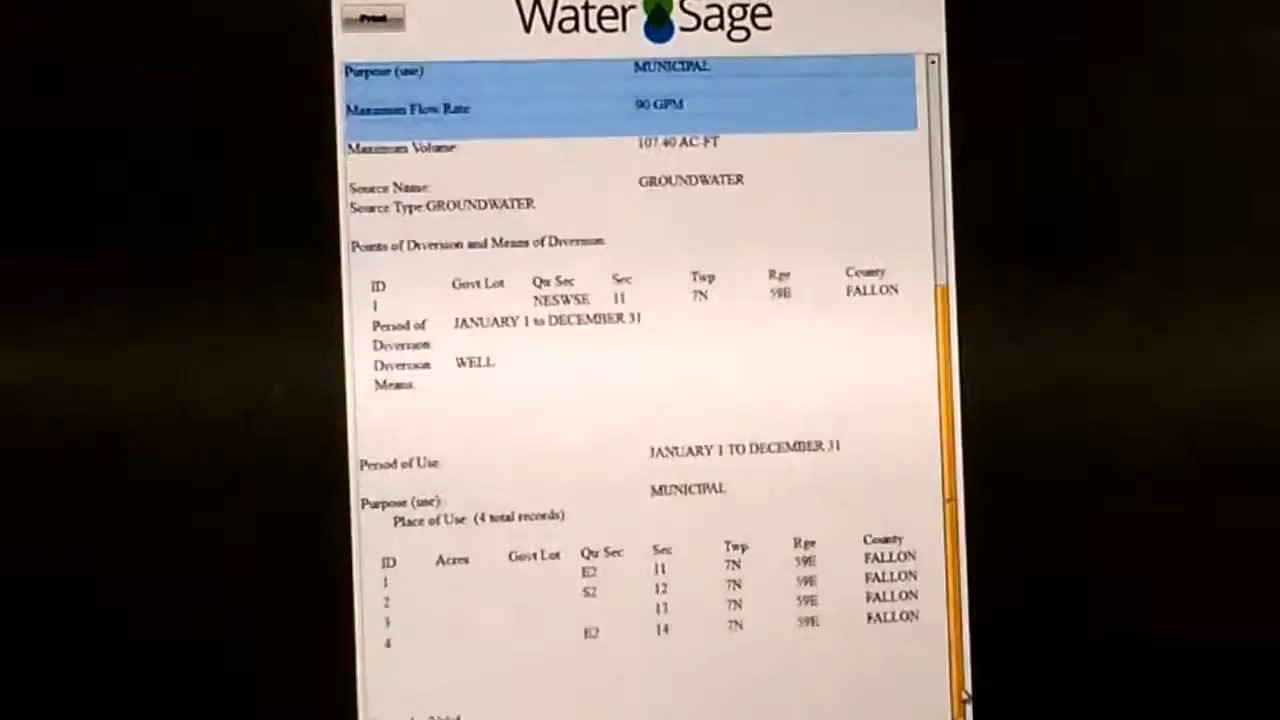 Print
Water Sage
Purpose (use) MUNICIPAL
Maximum Flow Rate 90 GPM
Maximum Volume 107.40 AC-FT
Source Name: GROUNDWATER
Source Type: GROUNDWATER
Points of Diversion and Means of Diversion
ID Govt Lot Qtr Sec Sec Twp Rge County
1 NESWSE 11 7N 59E FALLON
Period of JANUARY 1 to DECEMBER 31
Diversion
Diversion WELL
Means
Period of Use: JANUARY 1 TO DECEMBER 31
Purpose (use): MUNICIPAL
Place of Use: (4 total records)
ID Acres Govt Lot Qtr Sec Sec Twp Rge County
1 E2 11 7N 59E FALLON
2 S2 12 7N 59E FALLON
3 13 7N 59E FALLON
4 E2 14 7N 59E FALLON